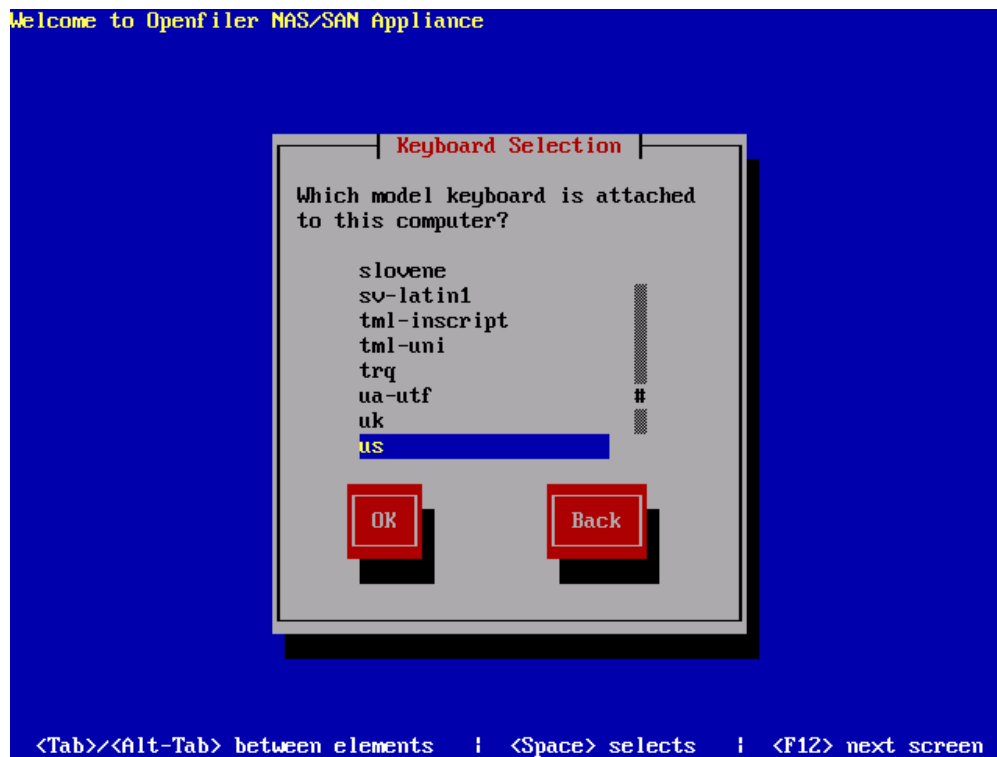 Welcome to Openfiler NAS/SAN Appliance
Keyboard Selection
Which model keyboard is attached
to this computer?
slovene
sv-latin1
tml-inscript
tml-uni
trq
ua-utf #
uk
us
OK Back
<Tab>/<Alt-Tab> between elements | <Space> selects | <F12> next screen